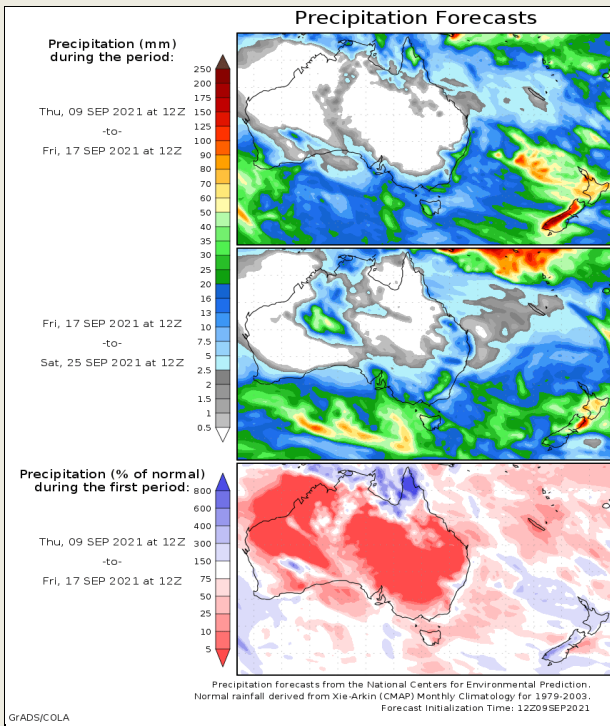 Precipitation Forecasts
Precipitation (mm)
during the period:
Thu, 09 SEP 2021 at 12Z
-to-
Fri, 17 SEP 2021 at 12Z
250
200
175
150
125
100
90
80
70
60
50
40
35
30
25
20
16
13
10
7.5
5
2.5
2
1.5
1
0.5
Fri, 17 SEP 2021 at 12Z
-to-
Sat, 25 SEP 2021 at 12Z
Precipitation (% of normal)
during the first period:
Thu, 09 SEP 2021 at 12Z
-to-
Fri, 17 SEP 2021 at 12Z
800
600
400
300
150
75
50
25
10
5
Precipitation forecasts from the National Centers for Environmental Prediction.
Normal rainfall derived from Xie-Arkin (CMAP) Monthly Climatology for 1979-2003.
Forecast Initialization Time: 12Z09SEP2021
GrADS/COLA